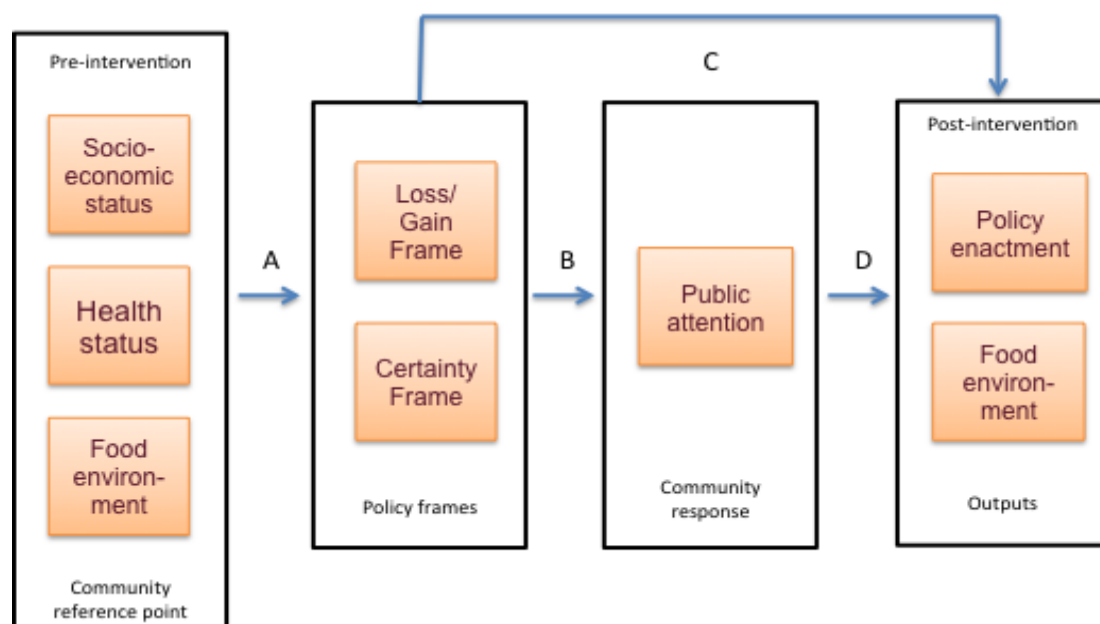 Pre-intervention
Socio-
economic
status
Health
status
Food
environ-
ment
Community
reference point
A
Loss/
Gain
Frame
Certainty
Frame
Policy frames
B
C
Public
attention
Community
response
D
Post-intervention
Policy
enactment
Food
environ-
ment
Outputs